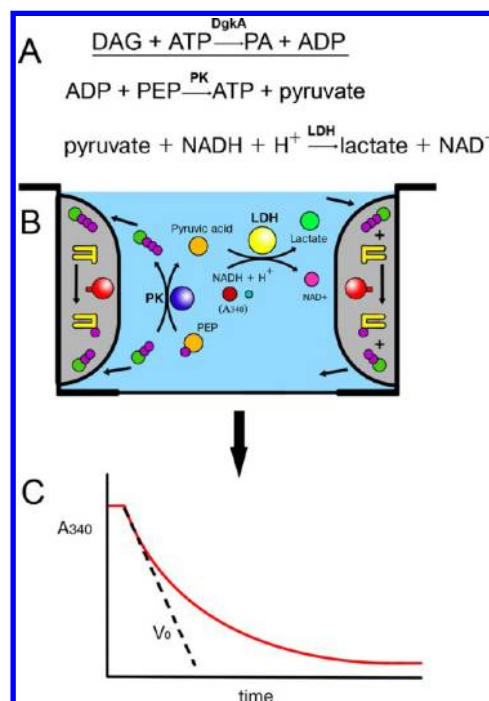 A
DgkA
DAG + ATP⟶PA + ADP
PK
ADP + PEP⟶ATP + pyruvate
LDH
pyruvate + NADH + H⁺⟶lactate + NAD⁺
B
Pyruvic acid
LDH
Lactate
NADH + H⁺
(A340)
NAD+
PK
PEP
+
+
C
A340
V₀
time